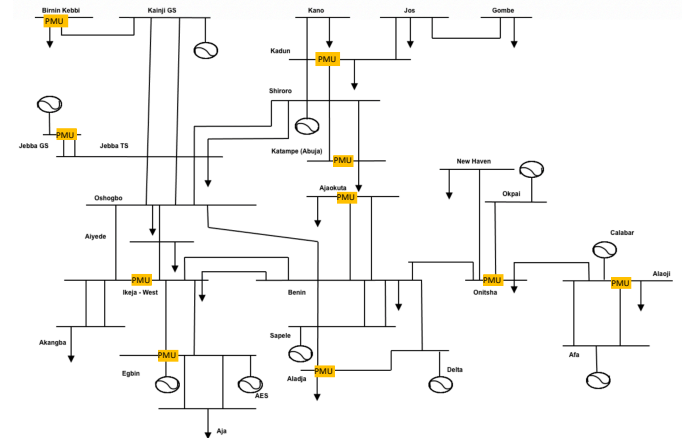 Birnin Kebbi
Kainji GS
Kano
Jos
Gombe
PMU
Kadun
PMU
Shiroro
PMU
Jebba GS
Jebba TS
Katampe (Abuja)
PMU
New Haven
Ajaokuta
PMU
Okpai
Oshogbo
Aiyede
Calabar
PMU
Ikeja - West
Benin
PMU
Onitsha
PMU
Alaoji
Akangba
Sapele
PMU
Egbin
AES
PMU
Aladja
Delta
Afa
Aja